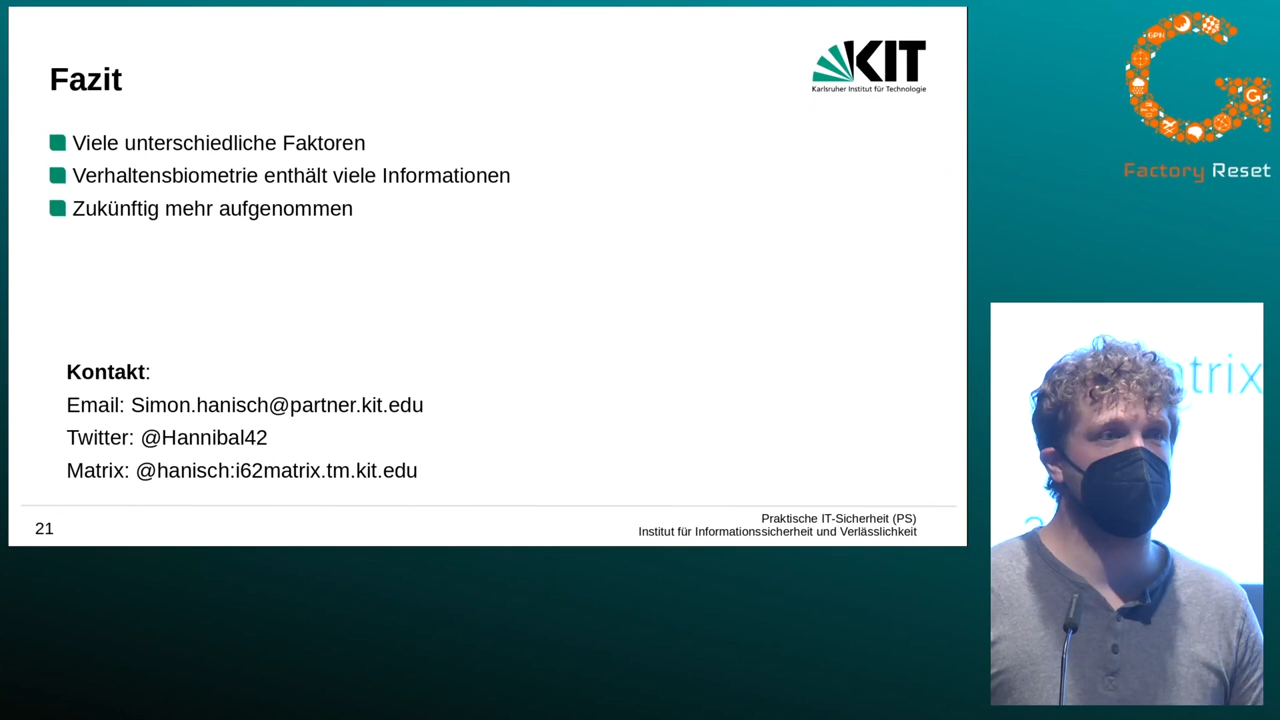 Fazit
KIT
Karlsruher Institut für Technologie
Viele unterschiedliche Faktoren
Verhaltensbiometrie enthält viele Informationen
Zukünftig mehr aufgenommen
Kontakt:
Email: Simon.hanisch@partner.kit.edu
Twitter: @Hannibal42
Matrix: @hanisch:i62matrix.tm.kit.edu
21
Praktische IT-Sicherheit (PS)
Institut für Informationssicherheit und Verlässlichkeit
GPN
Factory Reset
atrix